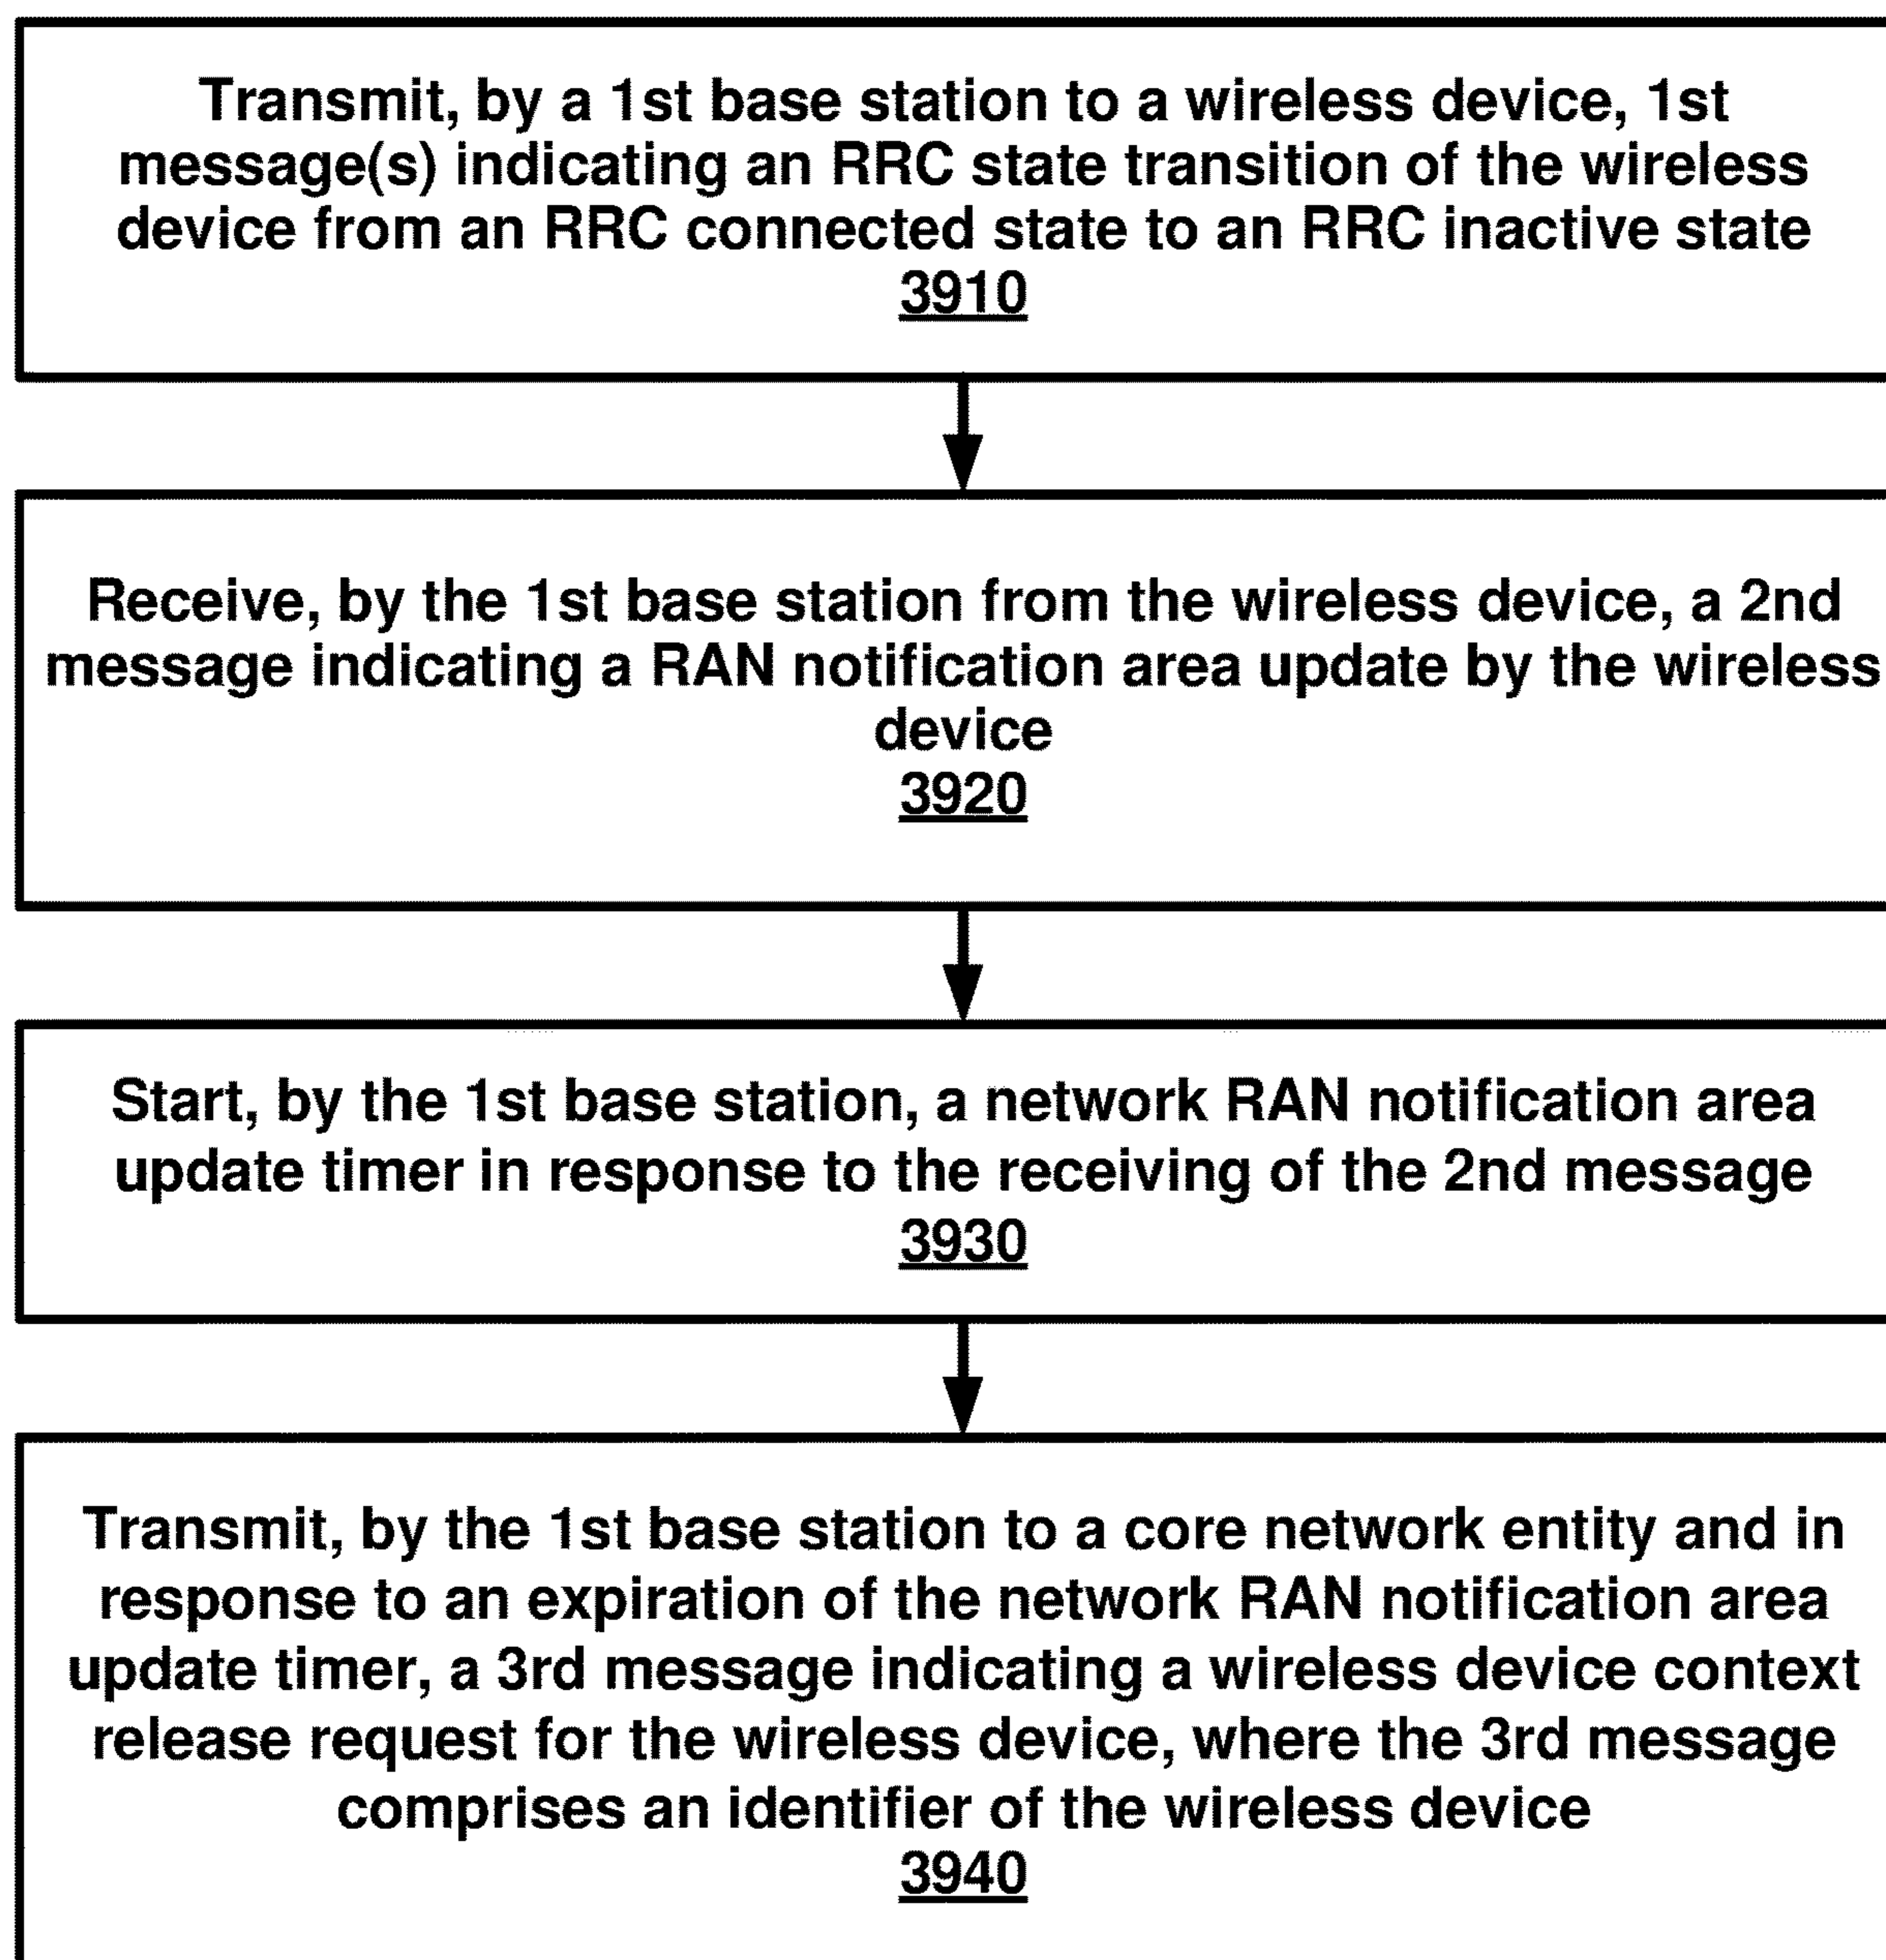 Transmit, by a 1st base station to a wireless device, 1st
message(s) indicating an RRC state transition of the wireless
device from an RRC connected state to an RRC inactive state
3910
Receive, by the 1st base station from the wireless device, a 2nd
message indicating a RAN notification area update by the wireless
device
3920
Start, by the 1st base station, a network RAN notification area
update timer in response to the receiving of the 2nd message
3930
Transmit, by the 1st base station to a core network entity and in
response to an expiration of the network RAN notification area
update timer, a 3rd message indicating a wireless device context
release request for the wireless device, where the 3rd message
comprises an identifier of the wireless device
3940